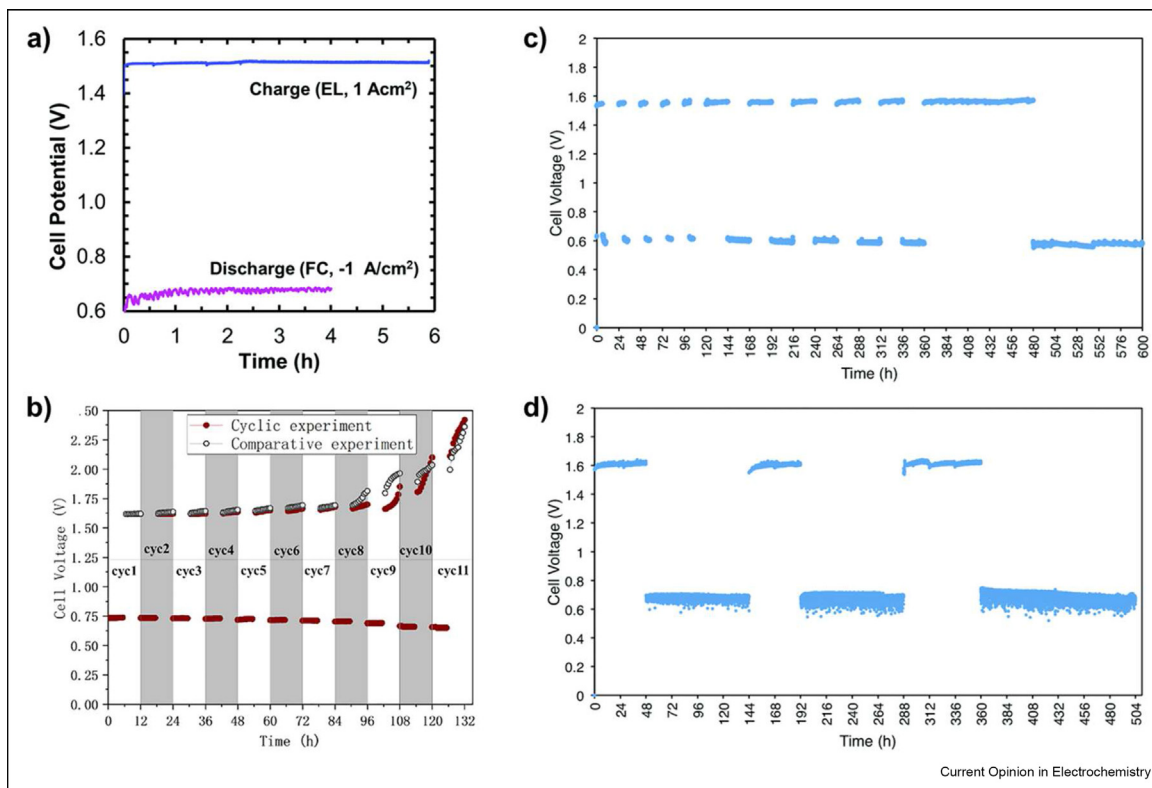 a)
1.6
1.4
1.2
1.0
0.8
0.6
Cell Potential (V)
Charge (EL, 1 Acm²)
Discharge (FC, -1 A/cm²)
0 1 2 3 4 5 6
Time (h)
c)
2
1.8
1.6
1.4
1.2
1
0.8
0.6
0.4
0.2
0
Cell Voltage (V)
0 24 48 72 96 120 144 168 192 216 240 264 288 312 336 360 384 408 432 456 480 504 528 552 576 600
Time (h)
b)
.50
2.25
2.00
1.75
1.50
1.25
1.00
0.75
0.50
0.25
0.00
Cell Voltage (V)
Cyclic experiment
Comparative experiment
cyc2 cyc4 cyc6 cyc8 cyc10
cyc1 cyc3 cyc5 cyc7 cyc9 cyc11
0 12 24 36 48 60 72 84 96 108 120 132
Time (h)
d)
2
1.8
1.6
1.4
1.2
1
0.8
0.6
0.4
0.2
0
Cell Voltage (V)
0 24 48 72 96 120 144 168 192 216 240 264 288 312 336 360 384 408 432 456 480 504
Time (h)
Current Opinion in Electrochemistry